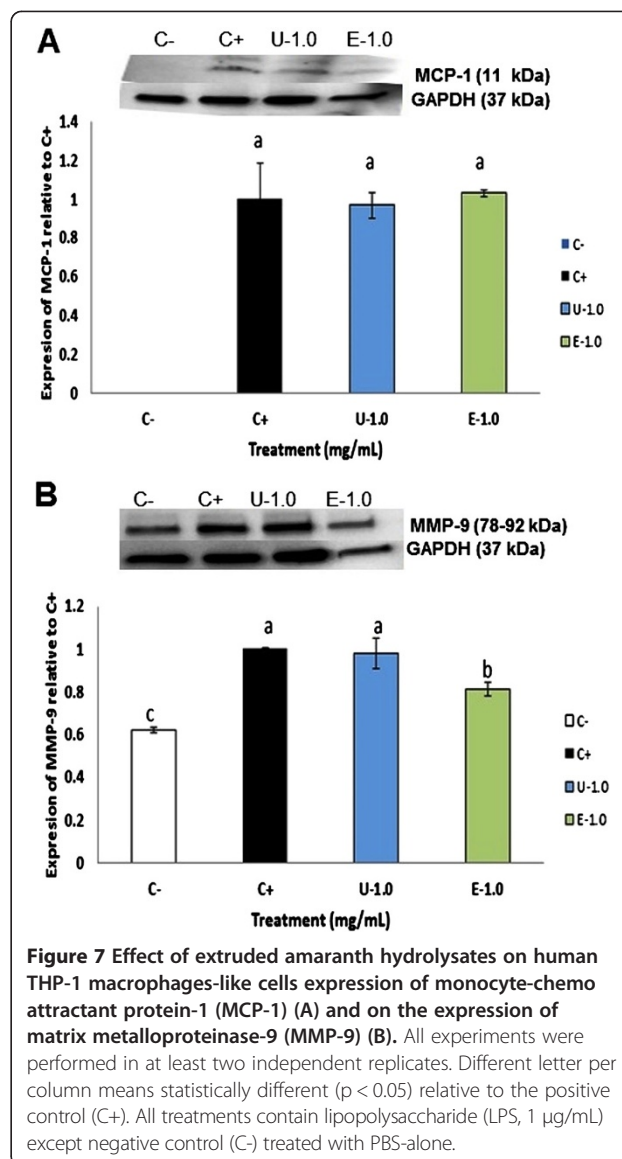 A
C- C+ U-1.0 E-1.0
MCP-1 (11 kDa)
GAPDH (37 kDa)
Expresion of MCP-1 relative to C+
1.4
1.2
1
0.8
0.6
0.4
0.2
0
a
a
a
C-
C+
U-1.0
E-1.0
C- C+ U-1.0 E-1.0
Treatment (mg/mL)
B
C- C+ U-1.0 E-1.0
MMP-9 (78-92 kDa)
GAPDH (37 kDa)
Expresion of MMP-9 relative to C+
1.2
1
0.8
0.6
0.4
0.2
0
c
a
a
b
C-
C+
U-1.0
E-1.0
C- C+ U-1.0 E-1.0
Treatment (mg/mL)
Figure 7 Effect of extruded amaranth hydrolysates on human
THP-1 macrophages-like cells expression of monocyte-chemo
attractant protein-1 (MCP-1) (A) and on the expression of
matrix metalloproteinase-9 (MMP-9) (B). All experiments were
performed in at least two independent replicates. Different letter per
column means statistically different (p < 0.05) relative to the positive
control (C+). All treatments contain lipopolysaccharide (LPS, 1 μg/mL)
except negative control (C-) treated with PBS-alone.